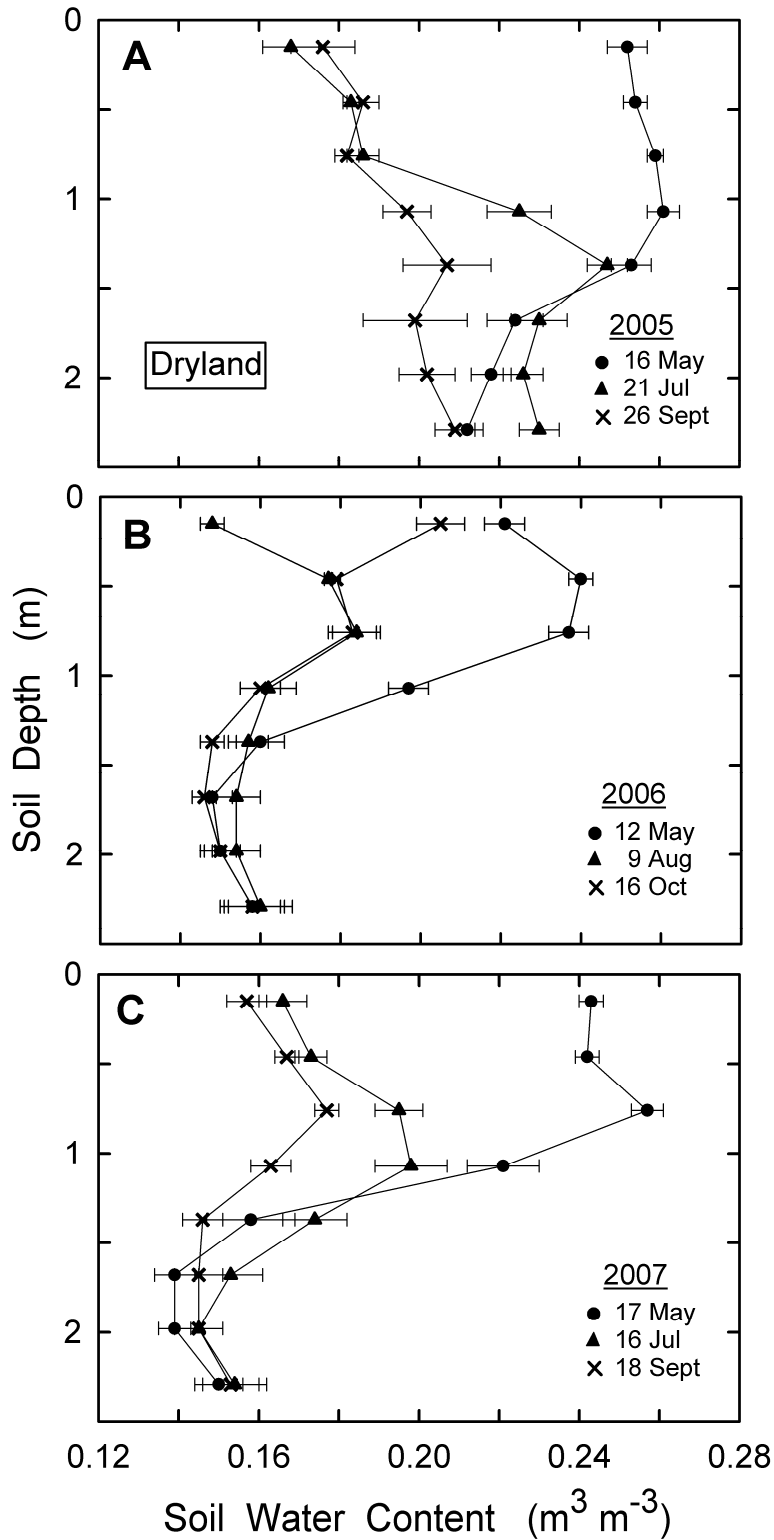 0
A
1
2005
Dryland
16 May
2
21 Jul
26 Sept
0
B
Soil Depth (m)
1
2006
12 May
2
9 Aug
16 Oct
0
C
1
2007
17 May
2
16 Jul
18 Sept
0.12 0.16 0.20 0.24 0.28
Soil Water Content (m³ m⁻³)